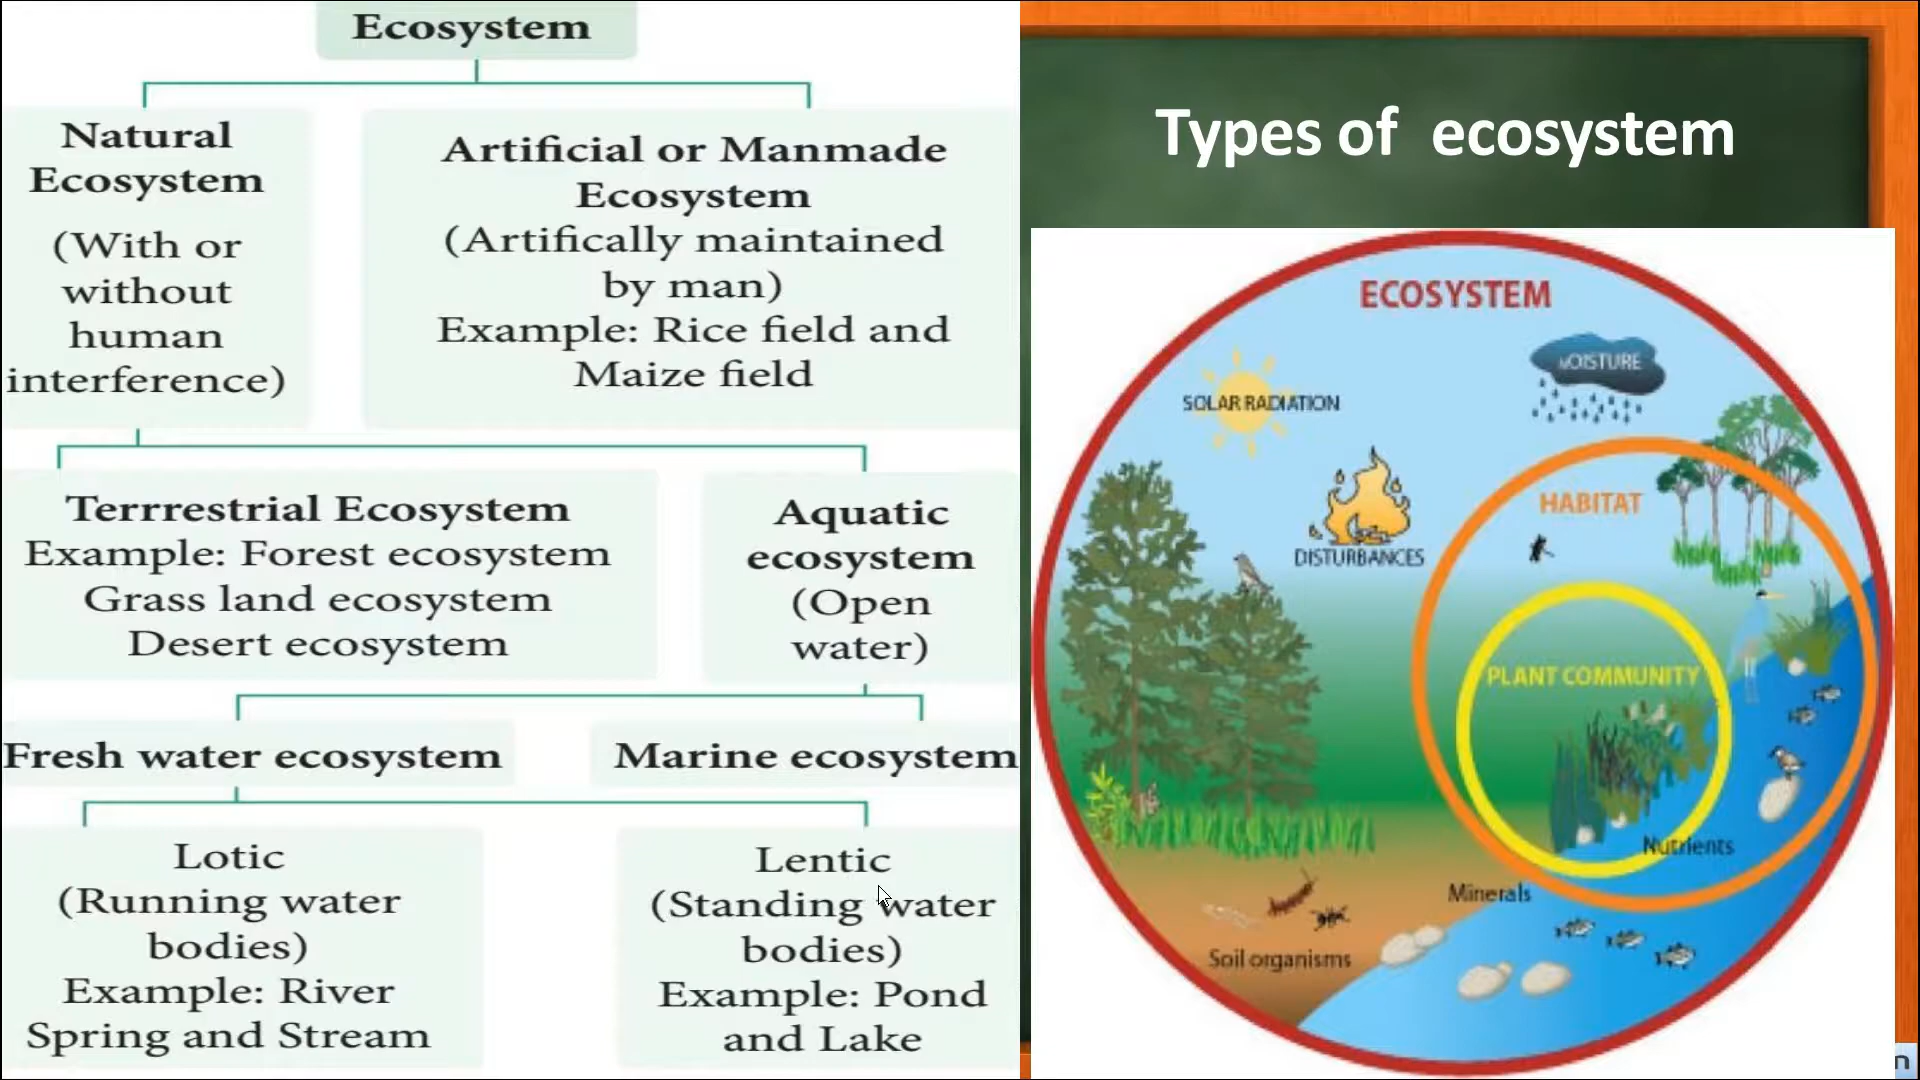 Ecosystem
Natural
Ecosystem
(With or
without
human
interference)
Artificial or Manmade
Ecosystem
(Artifically maintained
by man)
Example: Rice field and
Maize field
Terrrestrial Ecosystem
Example: Forest ecosystem
Grass land ecosystem
Desert ecosystem
Aquatic
ecosystem
(Open
water)
Fresh water ecosystem
Marine ecosystem
Lotic
(Running water
bodies)
Example: River
Spring and Stream
Lentic
(Standing water
bodies)
Example: Pond
and Lake
Types of ecosystem
ECOSYSTEM
MOISTURE
SOLAR RADIATION
HABITAT
DISTURBANCES
PLANT COMMUNITY
Nutrients
Minerals
Soil organisms